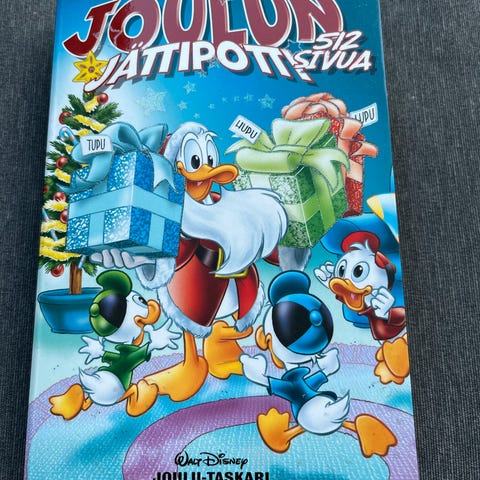 JOULUN
JÄTTIPOTTI!
512
SIVUA
TUPU
HUPU
LUPU
Walt Disney
JOULU-TASKARI